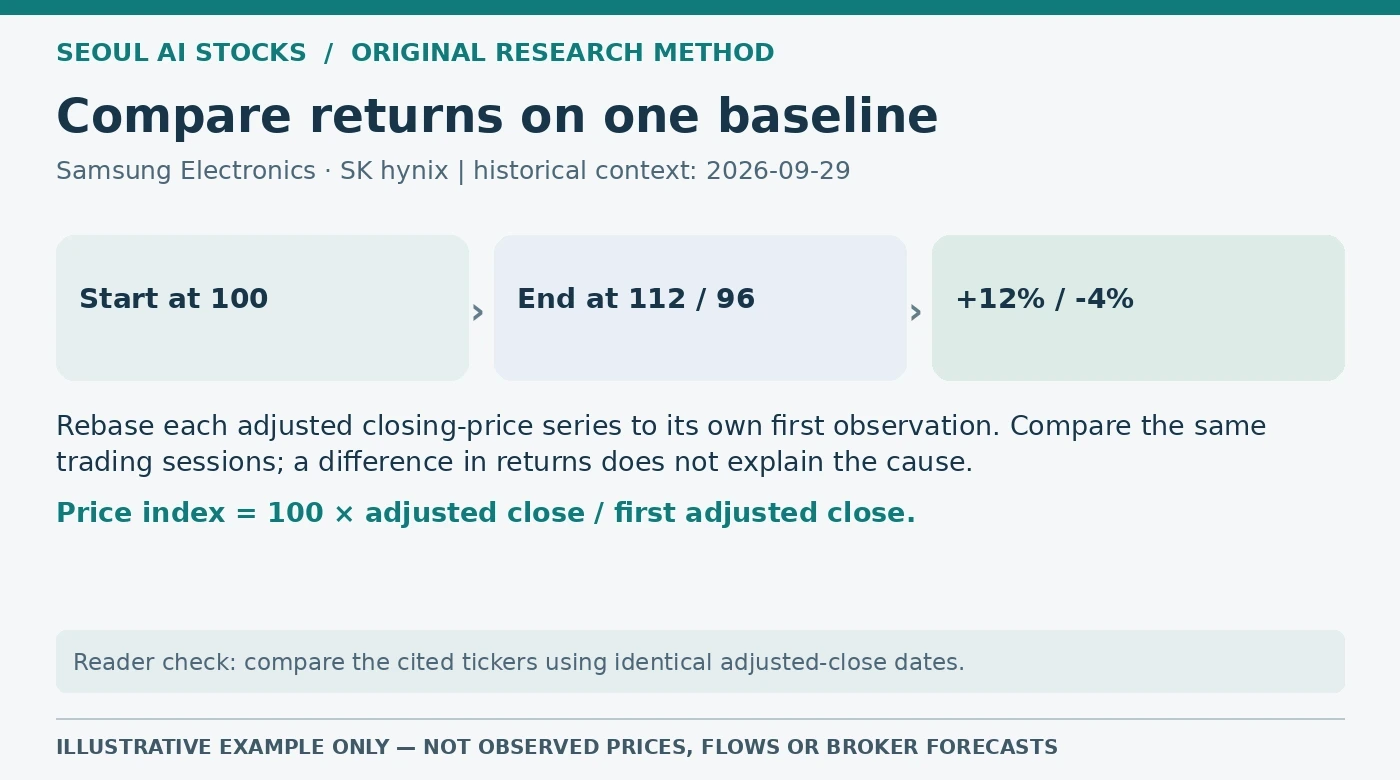 SEOUL AI STOCKS / ORIGINAL RESEARCH METHOD
Compare returns on one baseline
Samsung Electronics · SK hynix | historical context: 2026-09-29
Start at 100
›
End at 112 / 96
›
+12% / -4%
Rebase each adjusted closing-price series to its own first observation. Compare the same
trading sessions; a difference in returns does not explain the cause.
Price index = 100 × adjusted close / first adjusted close.
Reader check: compare the cited tickers using identical adjusted-close dates.
ILLUSTRATIVE EXAMPLE ONLY — NOT OBSERVED PRICES, FLOWS OR BROKER FORECASTS